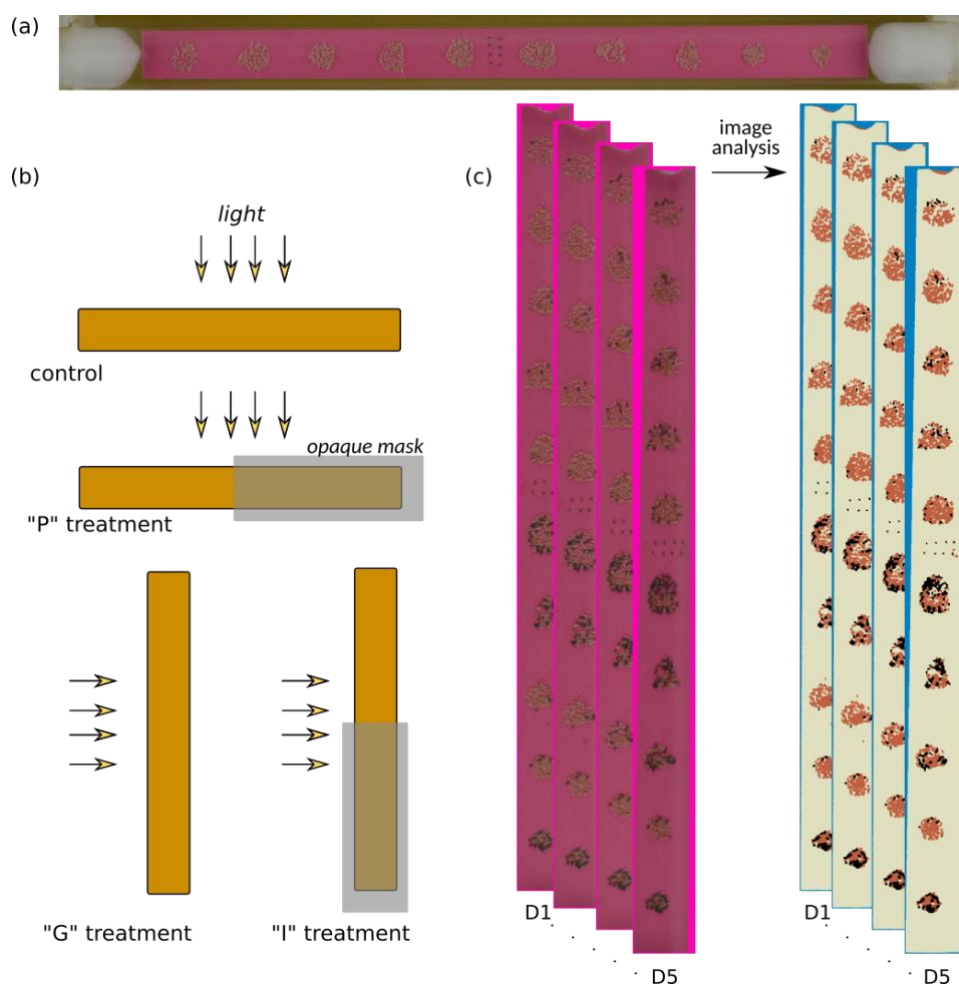 (a)
(b)
light
control
opaque mask
"P" treatment
"G" treatment
"I" treatment
(c)
image
analysis
D1
D5
D1
D5